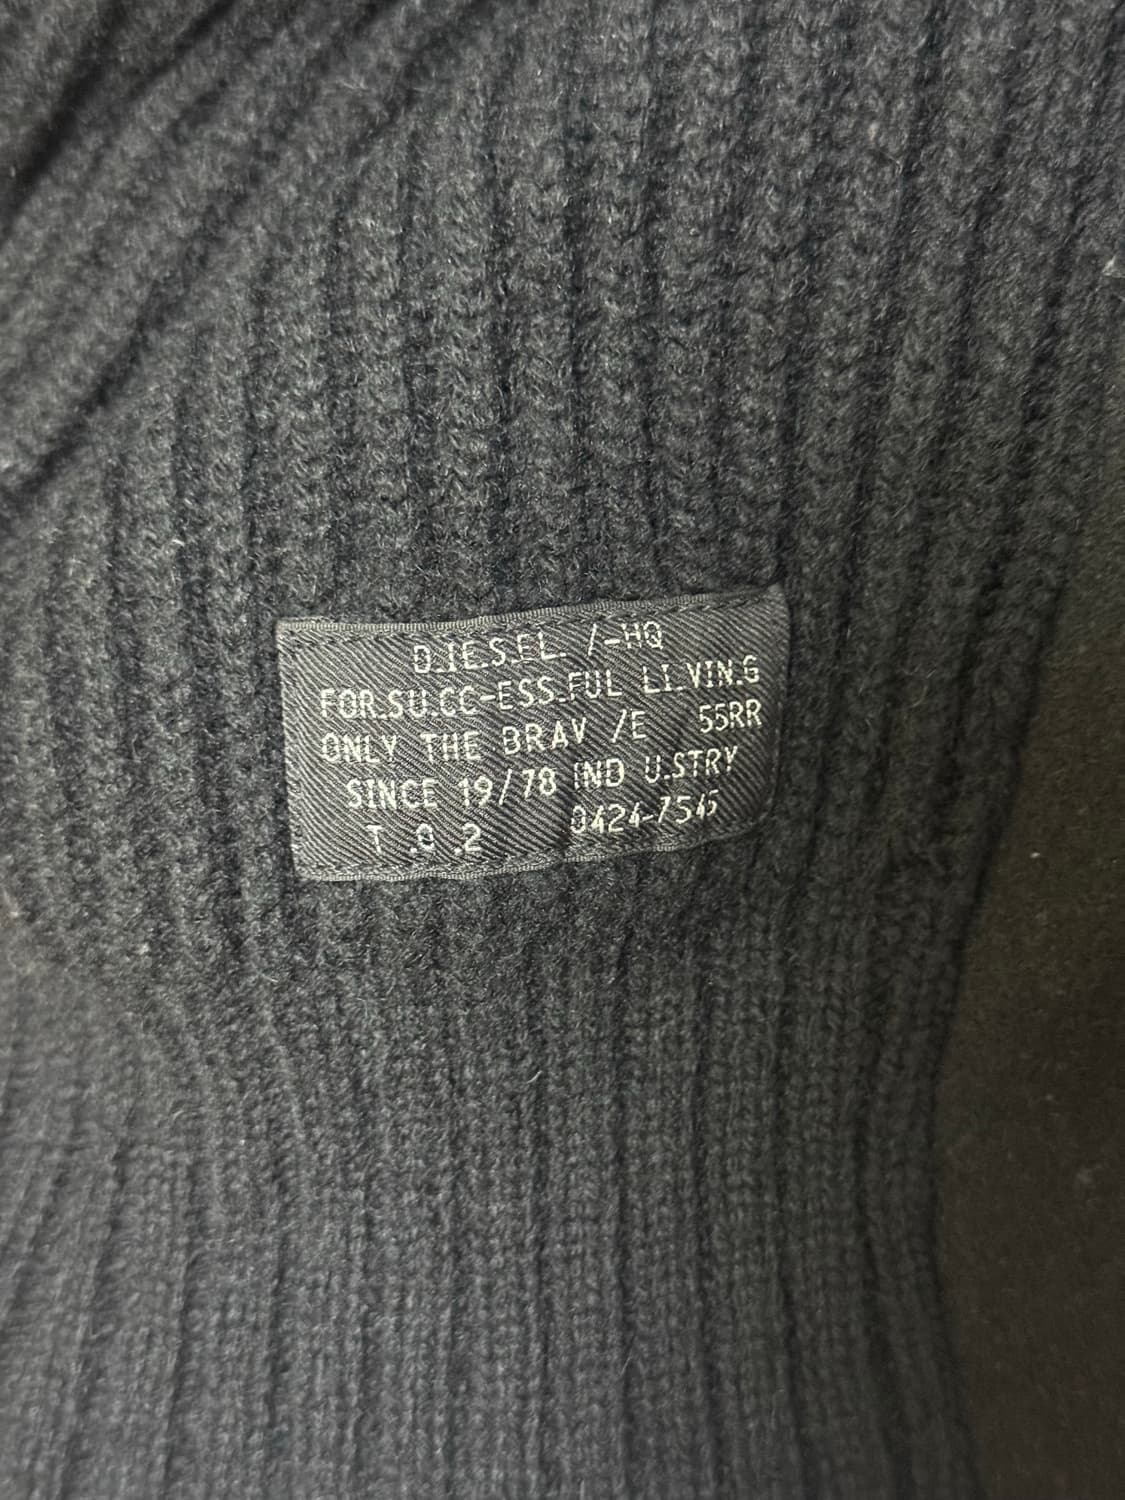 D.IE.S.EL. /-HQ
FOR.SU.CC-ESS.FUL LI.VIN.G
ONLY THE BRAV /E 55RR
SINCE 19/78 IND U.STRY
T .0 .2 0424-7545